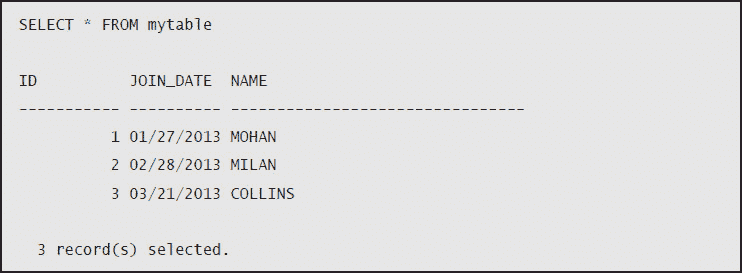 SELECT * FROM mytable
ID JOIN_DATE NAME
----------- ---------- --------------------------------
1 01/27/2013 MOHAN
2 02/28/2013 MILAN
3 03/21/2013 COLLINS
3 record(s) selected.